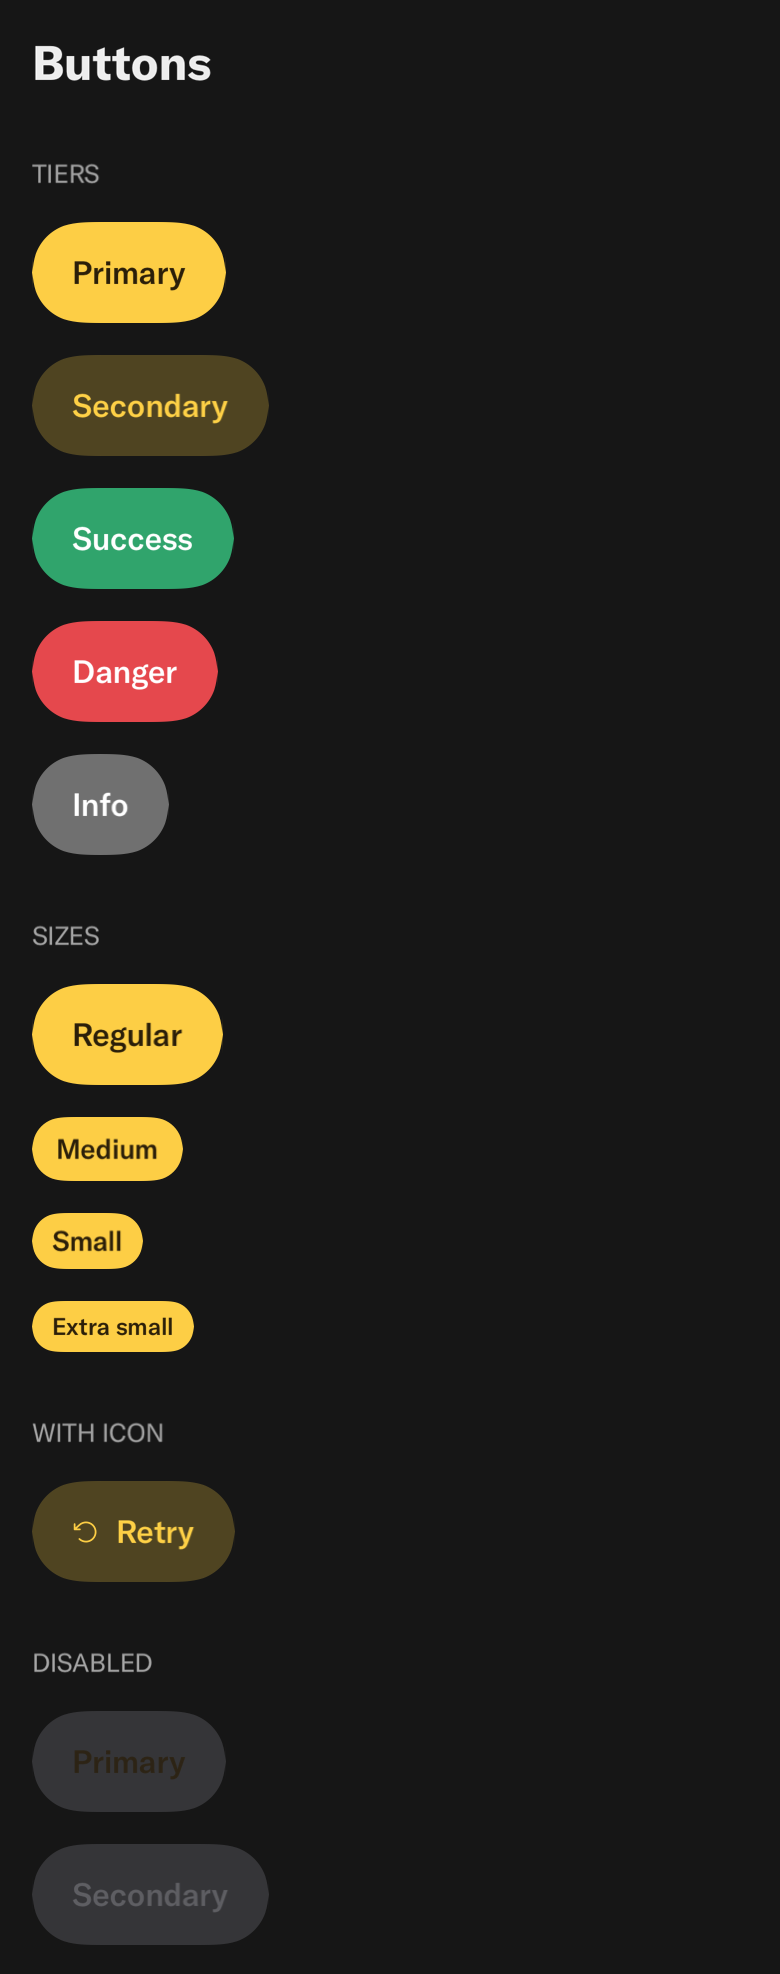 Buttons
TIERS
Primary
Secondary
Success
Danger
Info
SIZES
Regular
Medium
Small
Extra small
WITH ICON
Retry
DISABLED
Primary
Secondary